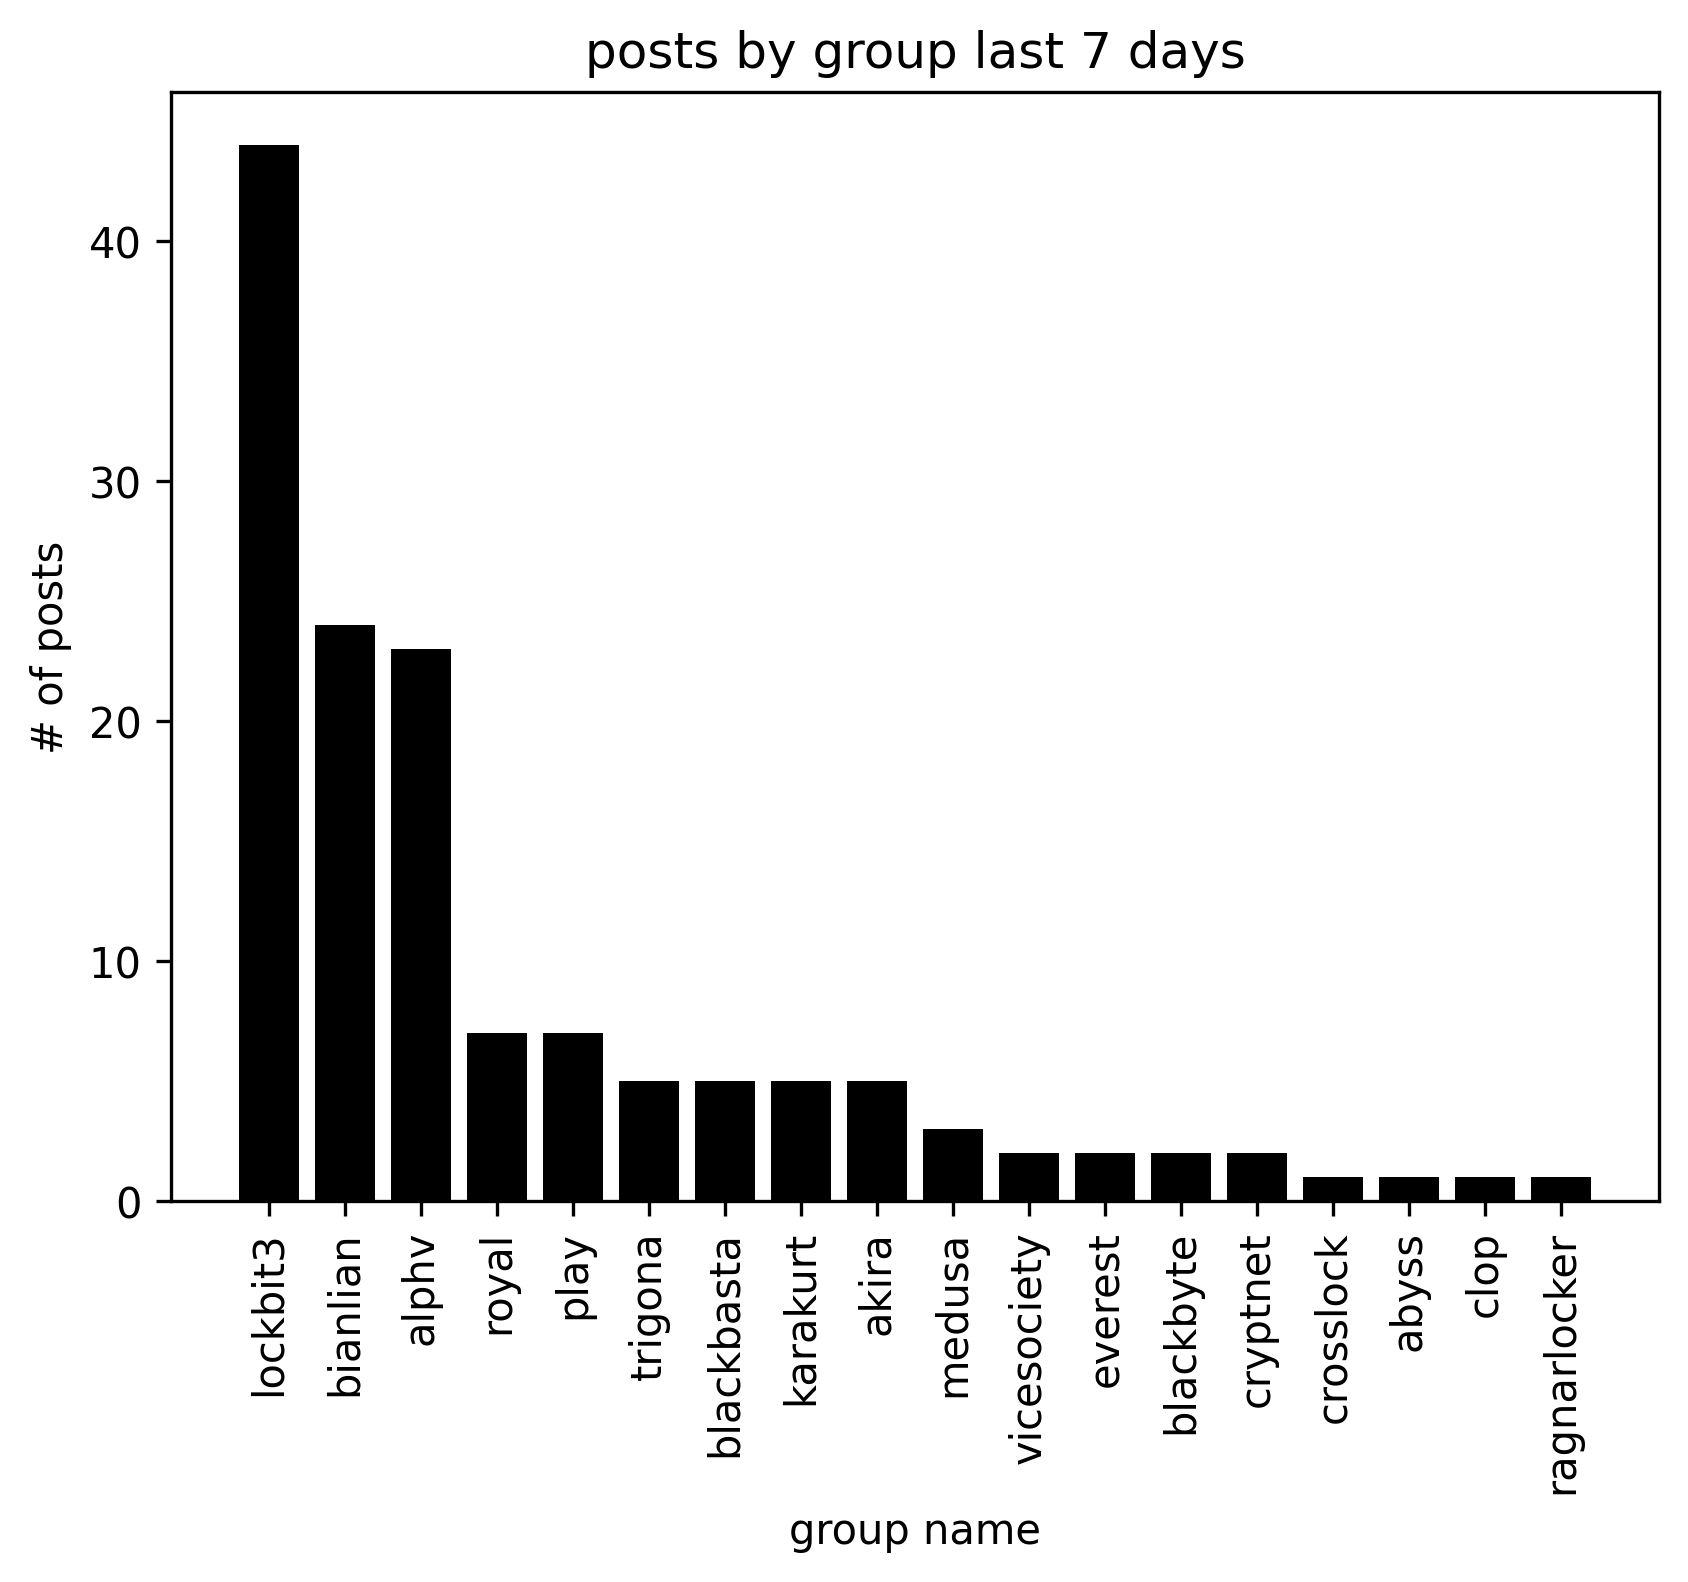 posts by group last 7 days
# of posts
40
30
20
10
0
lockbit3
bianlian
alphv
royal
play
trigona
blackbasta
karakurt
akira
medusa
vicesociety
everest
blackbyte
cryptnet
crosslock
abyss
clop
ragnarlocker
group name